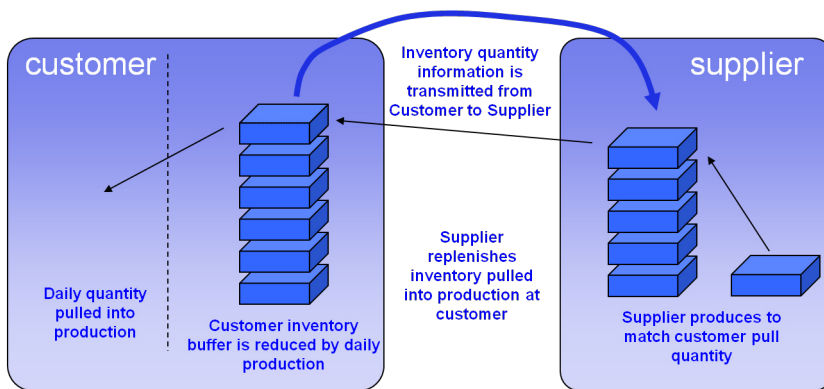 customer
supplier
Inventory quantity
information is
transmitted from
Customer to Supplier
Supplier
replenishes
inventory pulled
into production at
customer
Daily quantity
pulled into
production
Customer inventory
buffer is reduced by daily
production
Supplier produces to
match customer pull
quantity